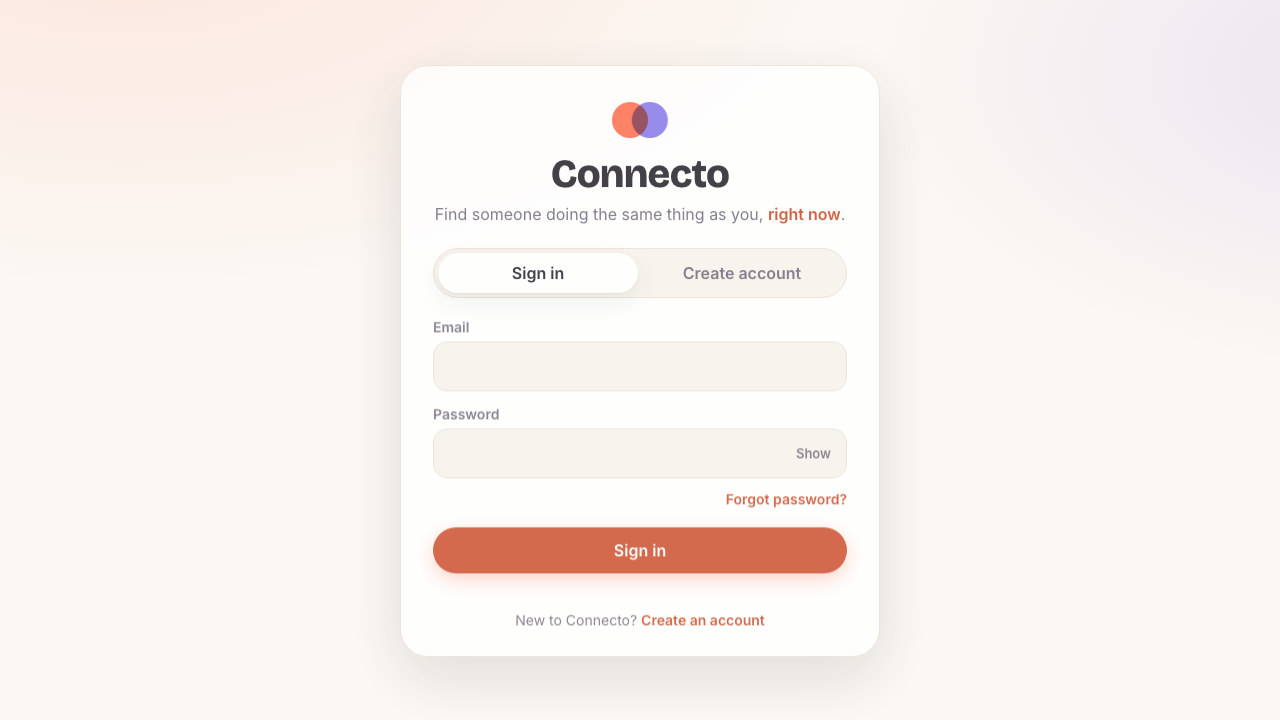 Connecto
Find someone doing the same thing as you, right now.
Sign in
Create account
Email
Password
Show
Forgot password?
Sign in
New to Connecto? Create an account